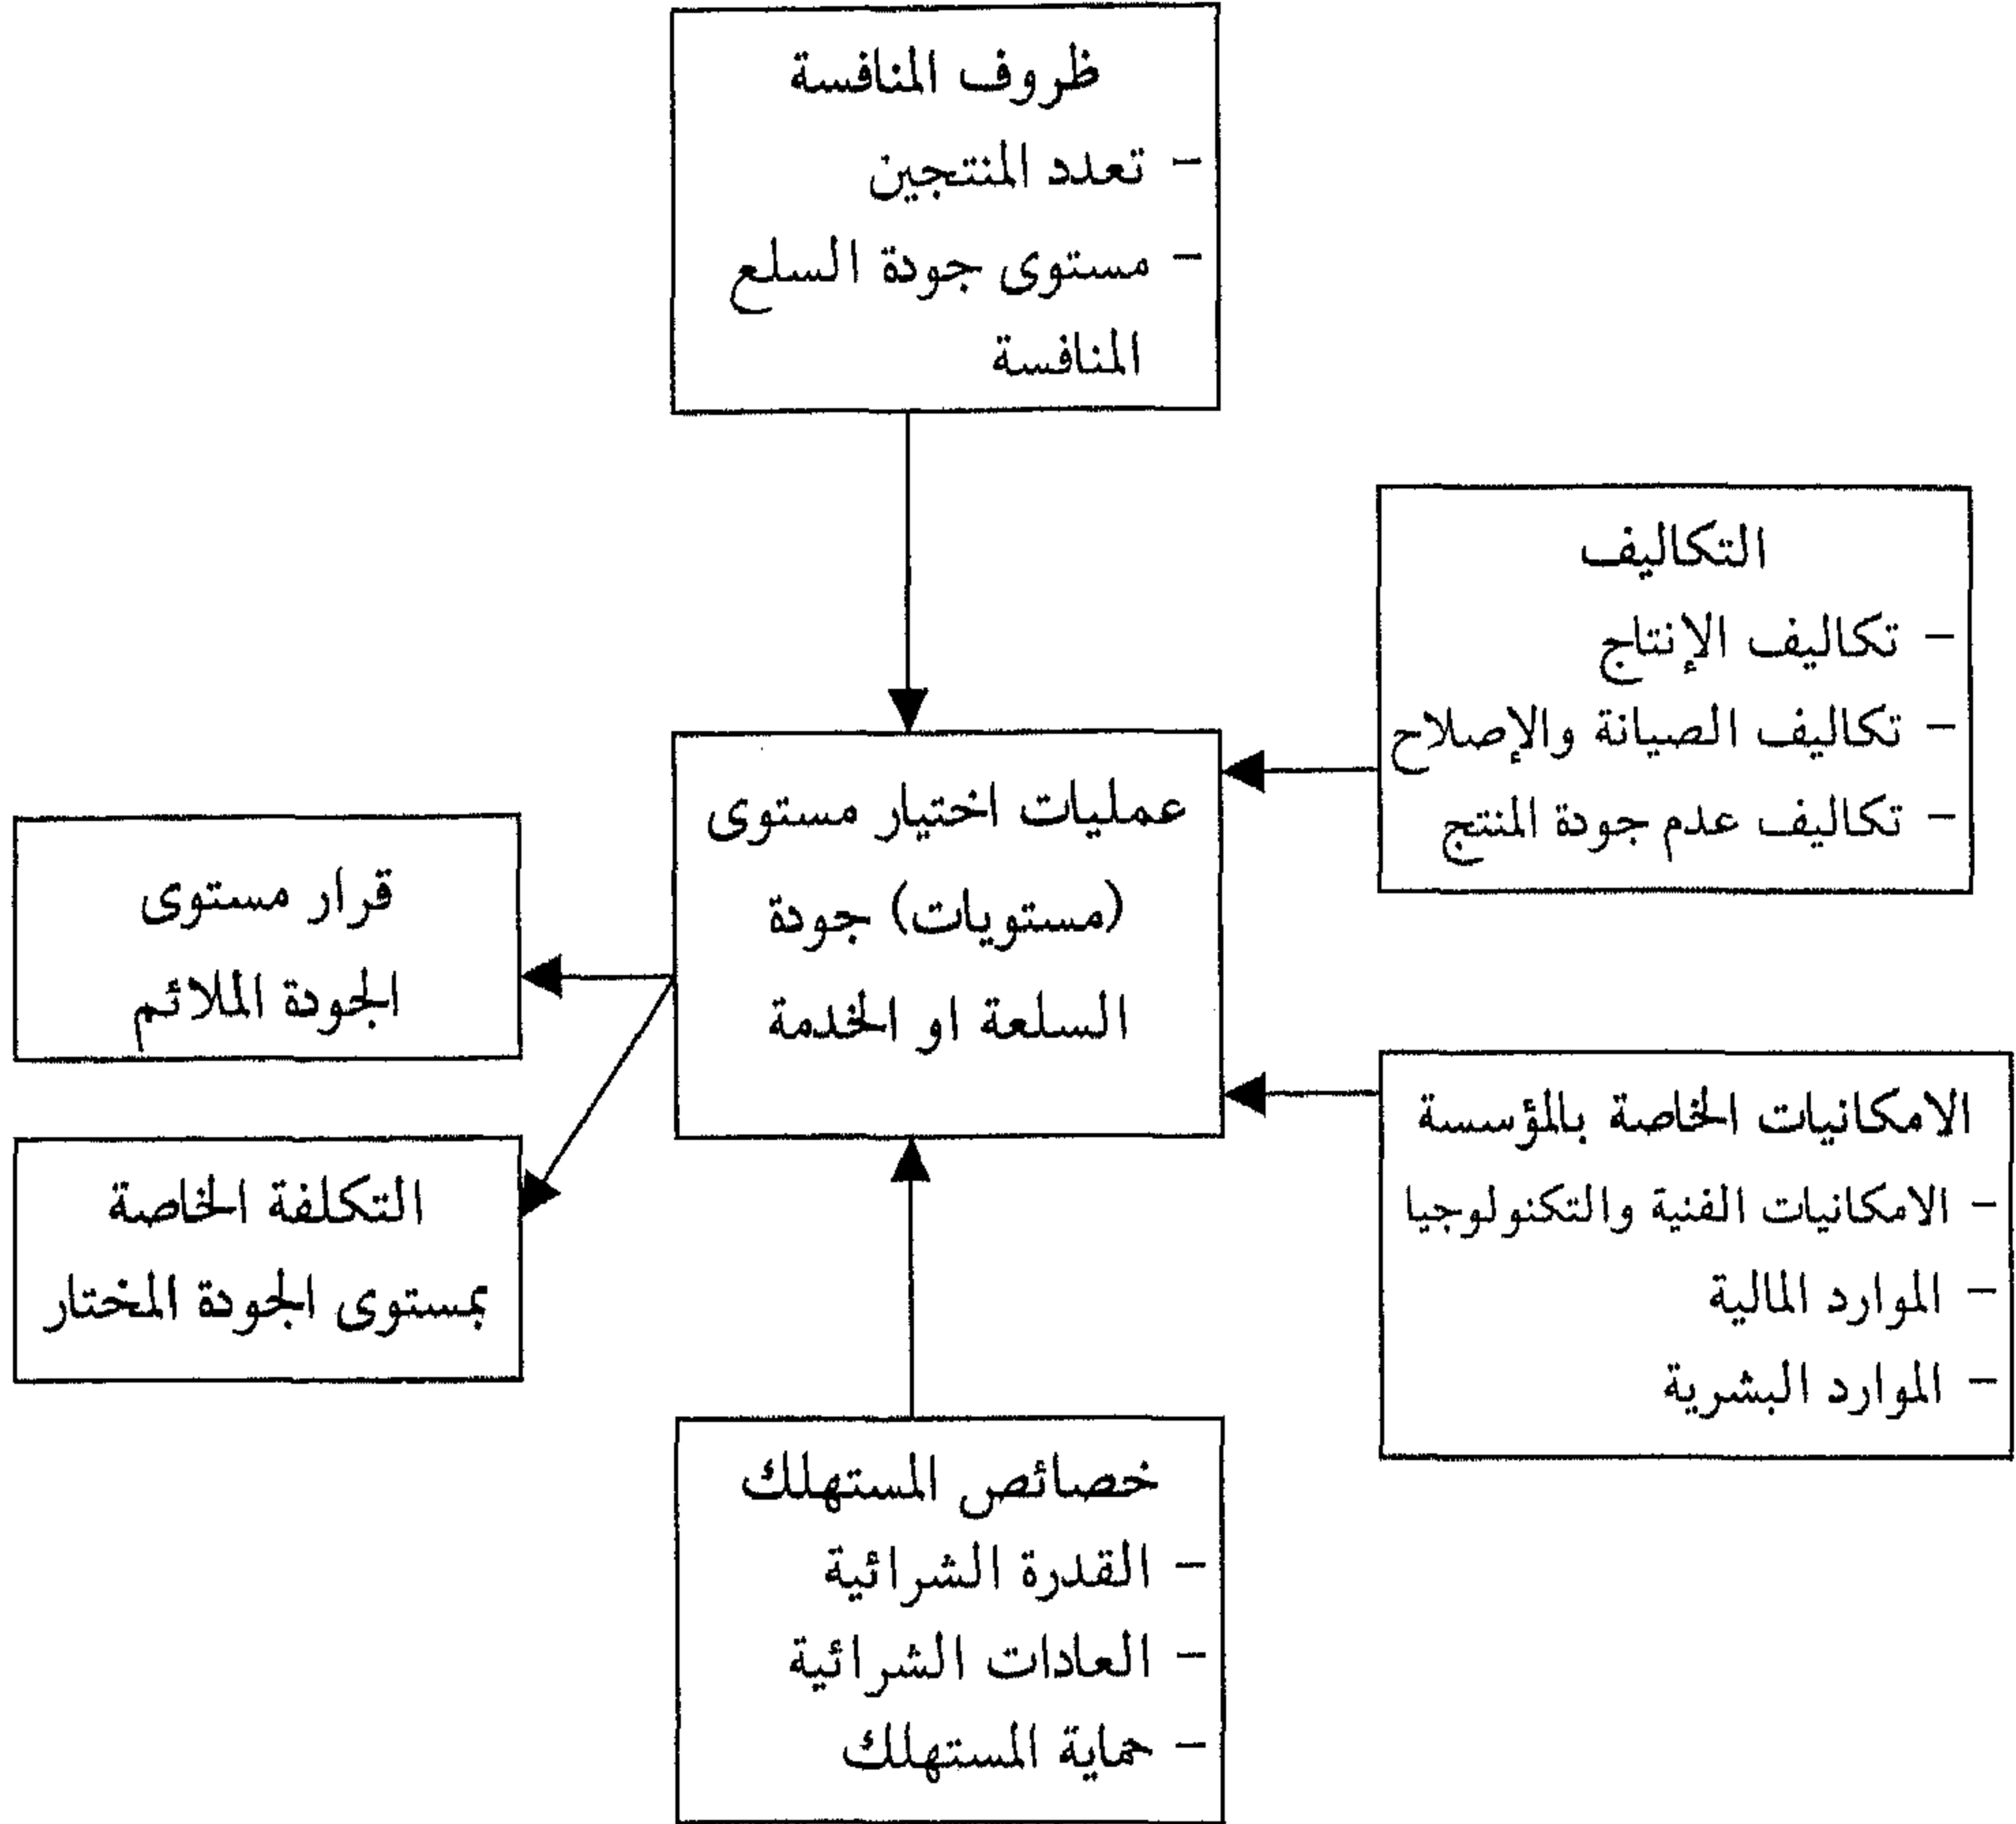 ظروف المنافسة
- تعدد المنتجين
- مستوى جودة السلع
المنافسة
التكاليف
- تكاليف الإنتاج
- تكاليف الصيانة والإصلاح
- تكاليف عدم جودة المنتج
عمليات اختيار مستوى
(مستويات) جودة
السلعة او الخدمة
قرار مستوى
الجودة الملائم
الامكانيات الخاصة بالمؤسسة
- الامكانيات الفنية والتكنولوجيا
- الموارد المالية
- الموارد البشرية
التكلفة الخاصة
بمستوى الجودة المختار
خصائص المستهلك
- القدرة الشرائية
- العادات الشرائية
- حماية المستهلك